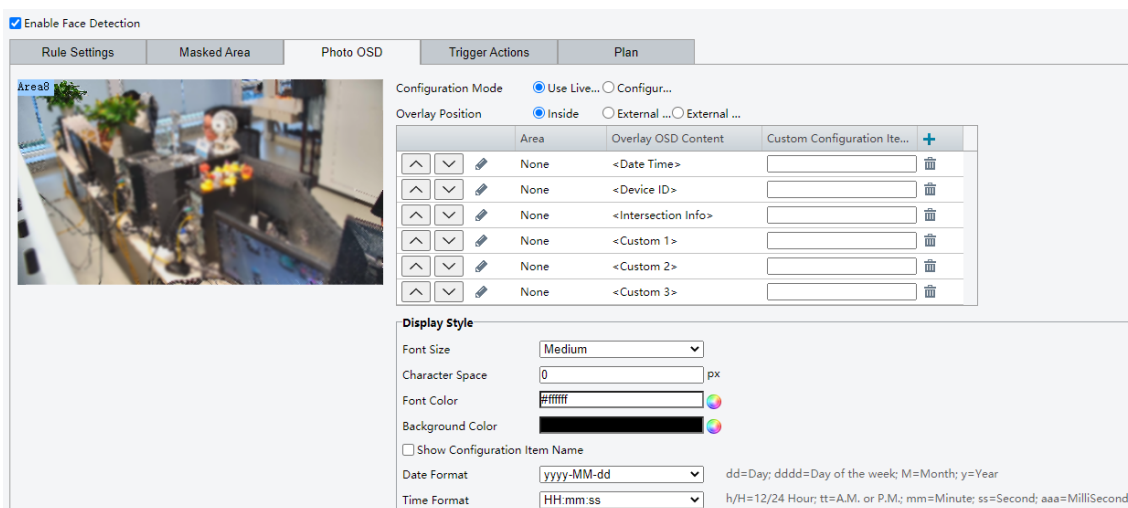 Enable Face Detection
Rule Settings Masked Area Photo OSD Trigger Actions Plan
Area8
Configuration Mode Use Live... Configur...
Overlay Position Inside External ... External ...
Area Overlay OSD Content Custom Configuration Ite... +
None <Date Time>
None <Device ID>
None <Intersection Info>
None <Custom 1>
None <Custom 2>
None <Custom 3>
Display Style
Font Size Medium
Character Space 0 px
Font Color #ffffff
Background Color
Show Configuration Item Name
Date Format yyyy-MM-dd dd=Day; dddd=Day of the week; M=Month; y=Year
Time Format HH:mm:ss h/H=12/24 Hour; tt=A.M. or P.M.; mm=Minute; ss=Second; aaa=MilliSecond